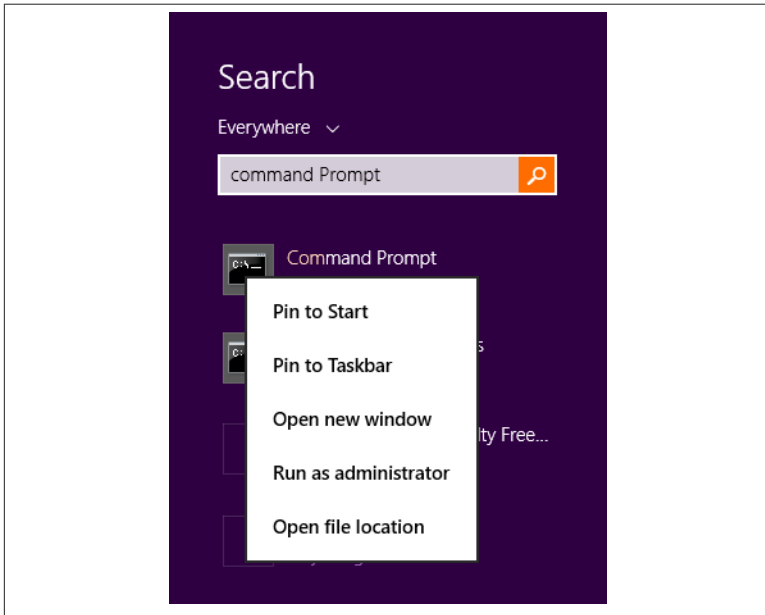 Search
Everywhere
command Prompt
Command Prompt
Pin to Start
Pin to Taskbar
Open new window
Free...
Run as administrator
Open file location